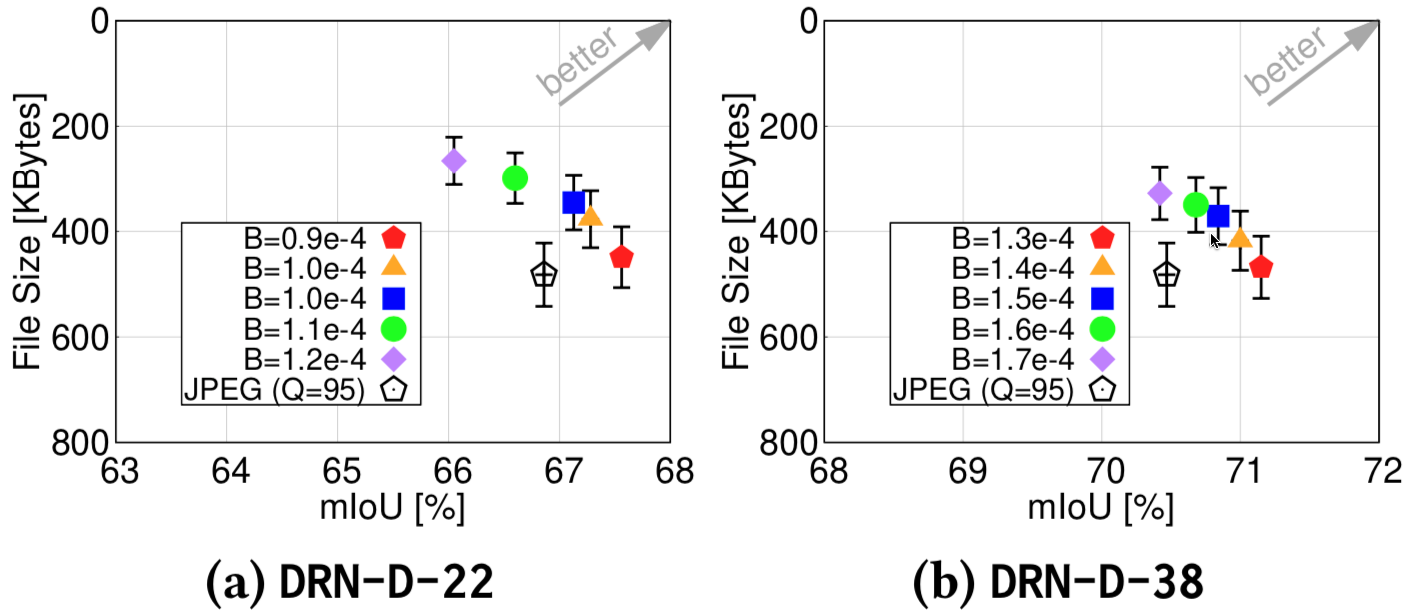 0
200
400
600
800
File Size [KBytes]
better
B=0.9e-4
B=1.0e-4
B=1.0e-4
B=1.1e-4
B=1.2e-4
JPEG (Q=95)
63 64 65 66 67 68
mIoU [%]
(a) DRN-D-22
0
200
400
600
800
File Size [KBytes]
better
B=1.3e-4
B=1.4e-4
B=1.5e-4
B=1.6e-4
B=1.7e-4
JPEG (Q=95)
68 69 70 71 72
mIoU [%]
(b) DRN-D-38